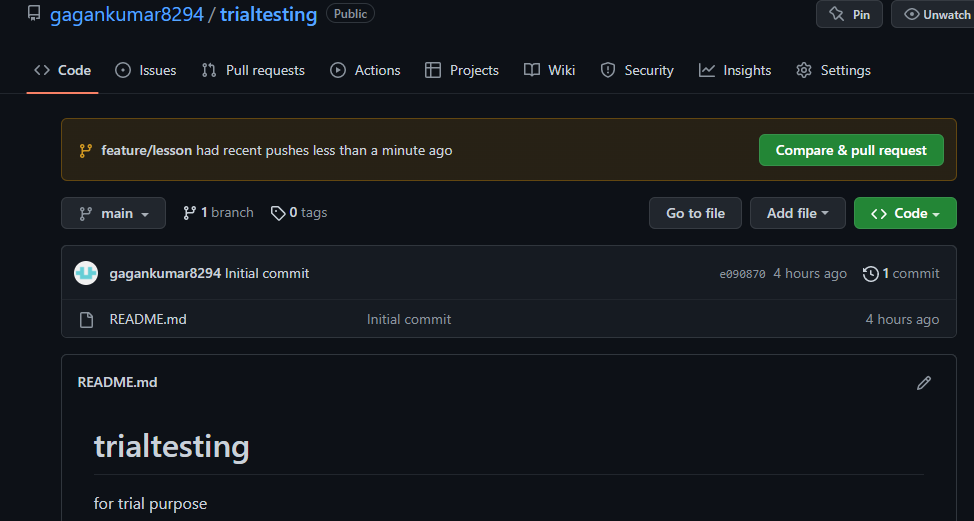 gagankumar8294 / trialtesting Public Pin Unwatch
Code Issues Pull requests Actions Projects Wiki Security Insights Settings
feature/lesson had recent pushes less than a minute ago Compare & pull request
main 1 branch 0 tags Go to file Add file Code
gagankumar8294 Initial commit e090870 4 hours ago 1 commit
README.md Initial commit 4 hours ago
README.md
trialtesting
for trial purpose